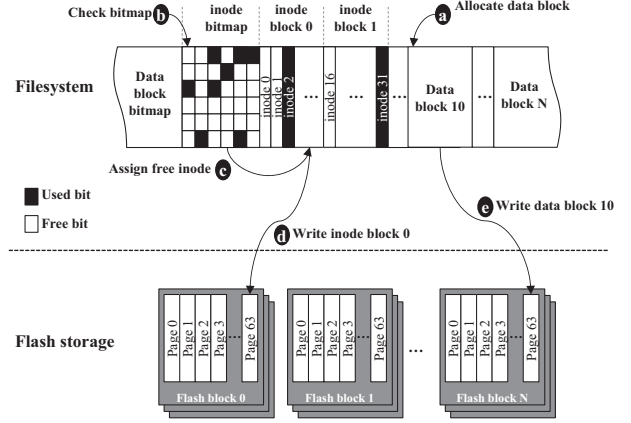 Check bitmap
b
inode
bitmap
inode
block 0
inode
block 1
a
Allocate data block
Filesystem
Data
block
bitmap
inode 0
inode 1
inode 2
...
inode 16
...
inode 31
...
Data
block 10
...
Data
block N
Assign free inode
c
Used bit
Free bit
d
Write inode block 0
e
Write data block 10
Flash storage
Page 0
Page 1
Page 2
Page 3
...
Page 63
Flash block 0
Page 0
Page 1
Page 2
Page 3
...
Page 63
Flash block 1
...
Page 0
Page 1
Page 2
Page 3
...
Page 63
Flash block N